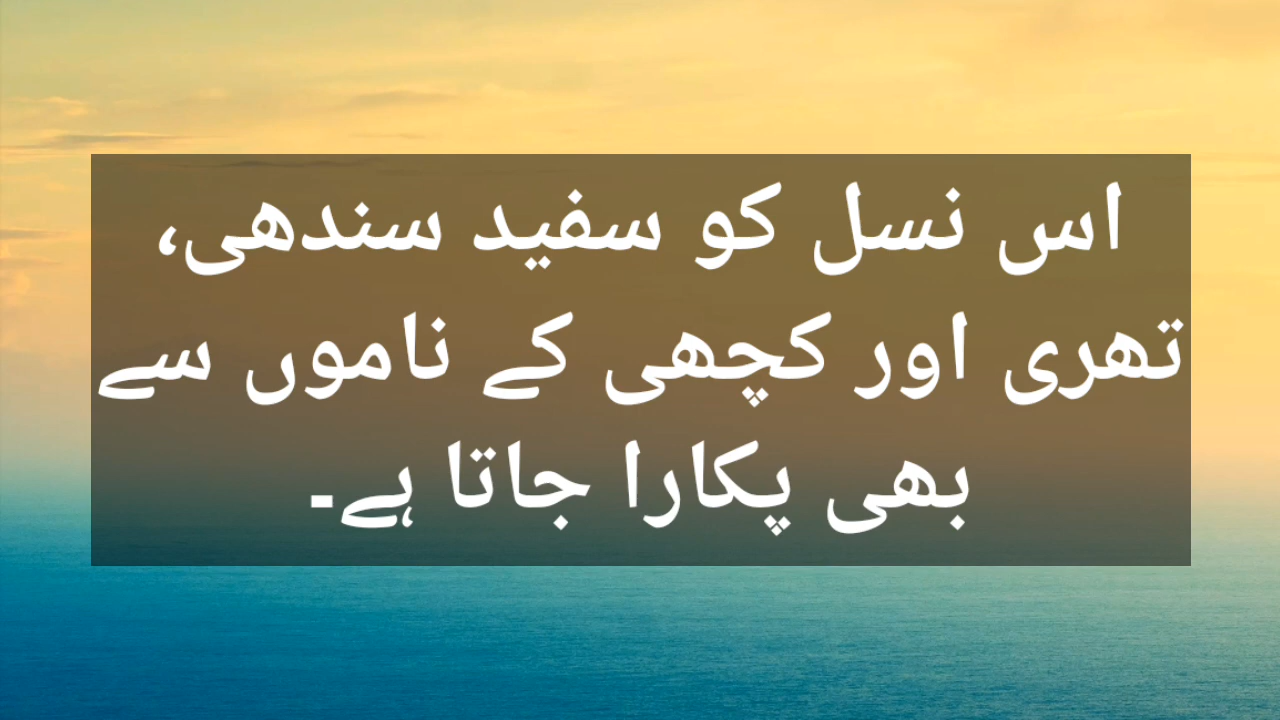 اس نسل کو سفید سندھی،
تھری اور کچھی کے ناموں سے
بھی پکارا جاتا ہے۔